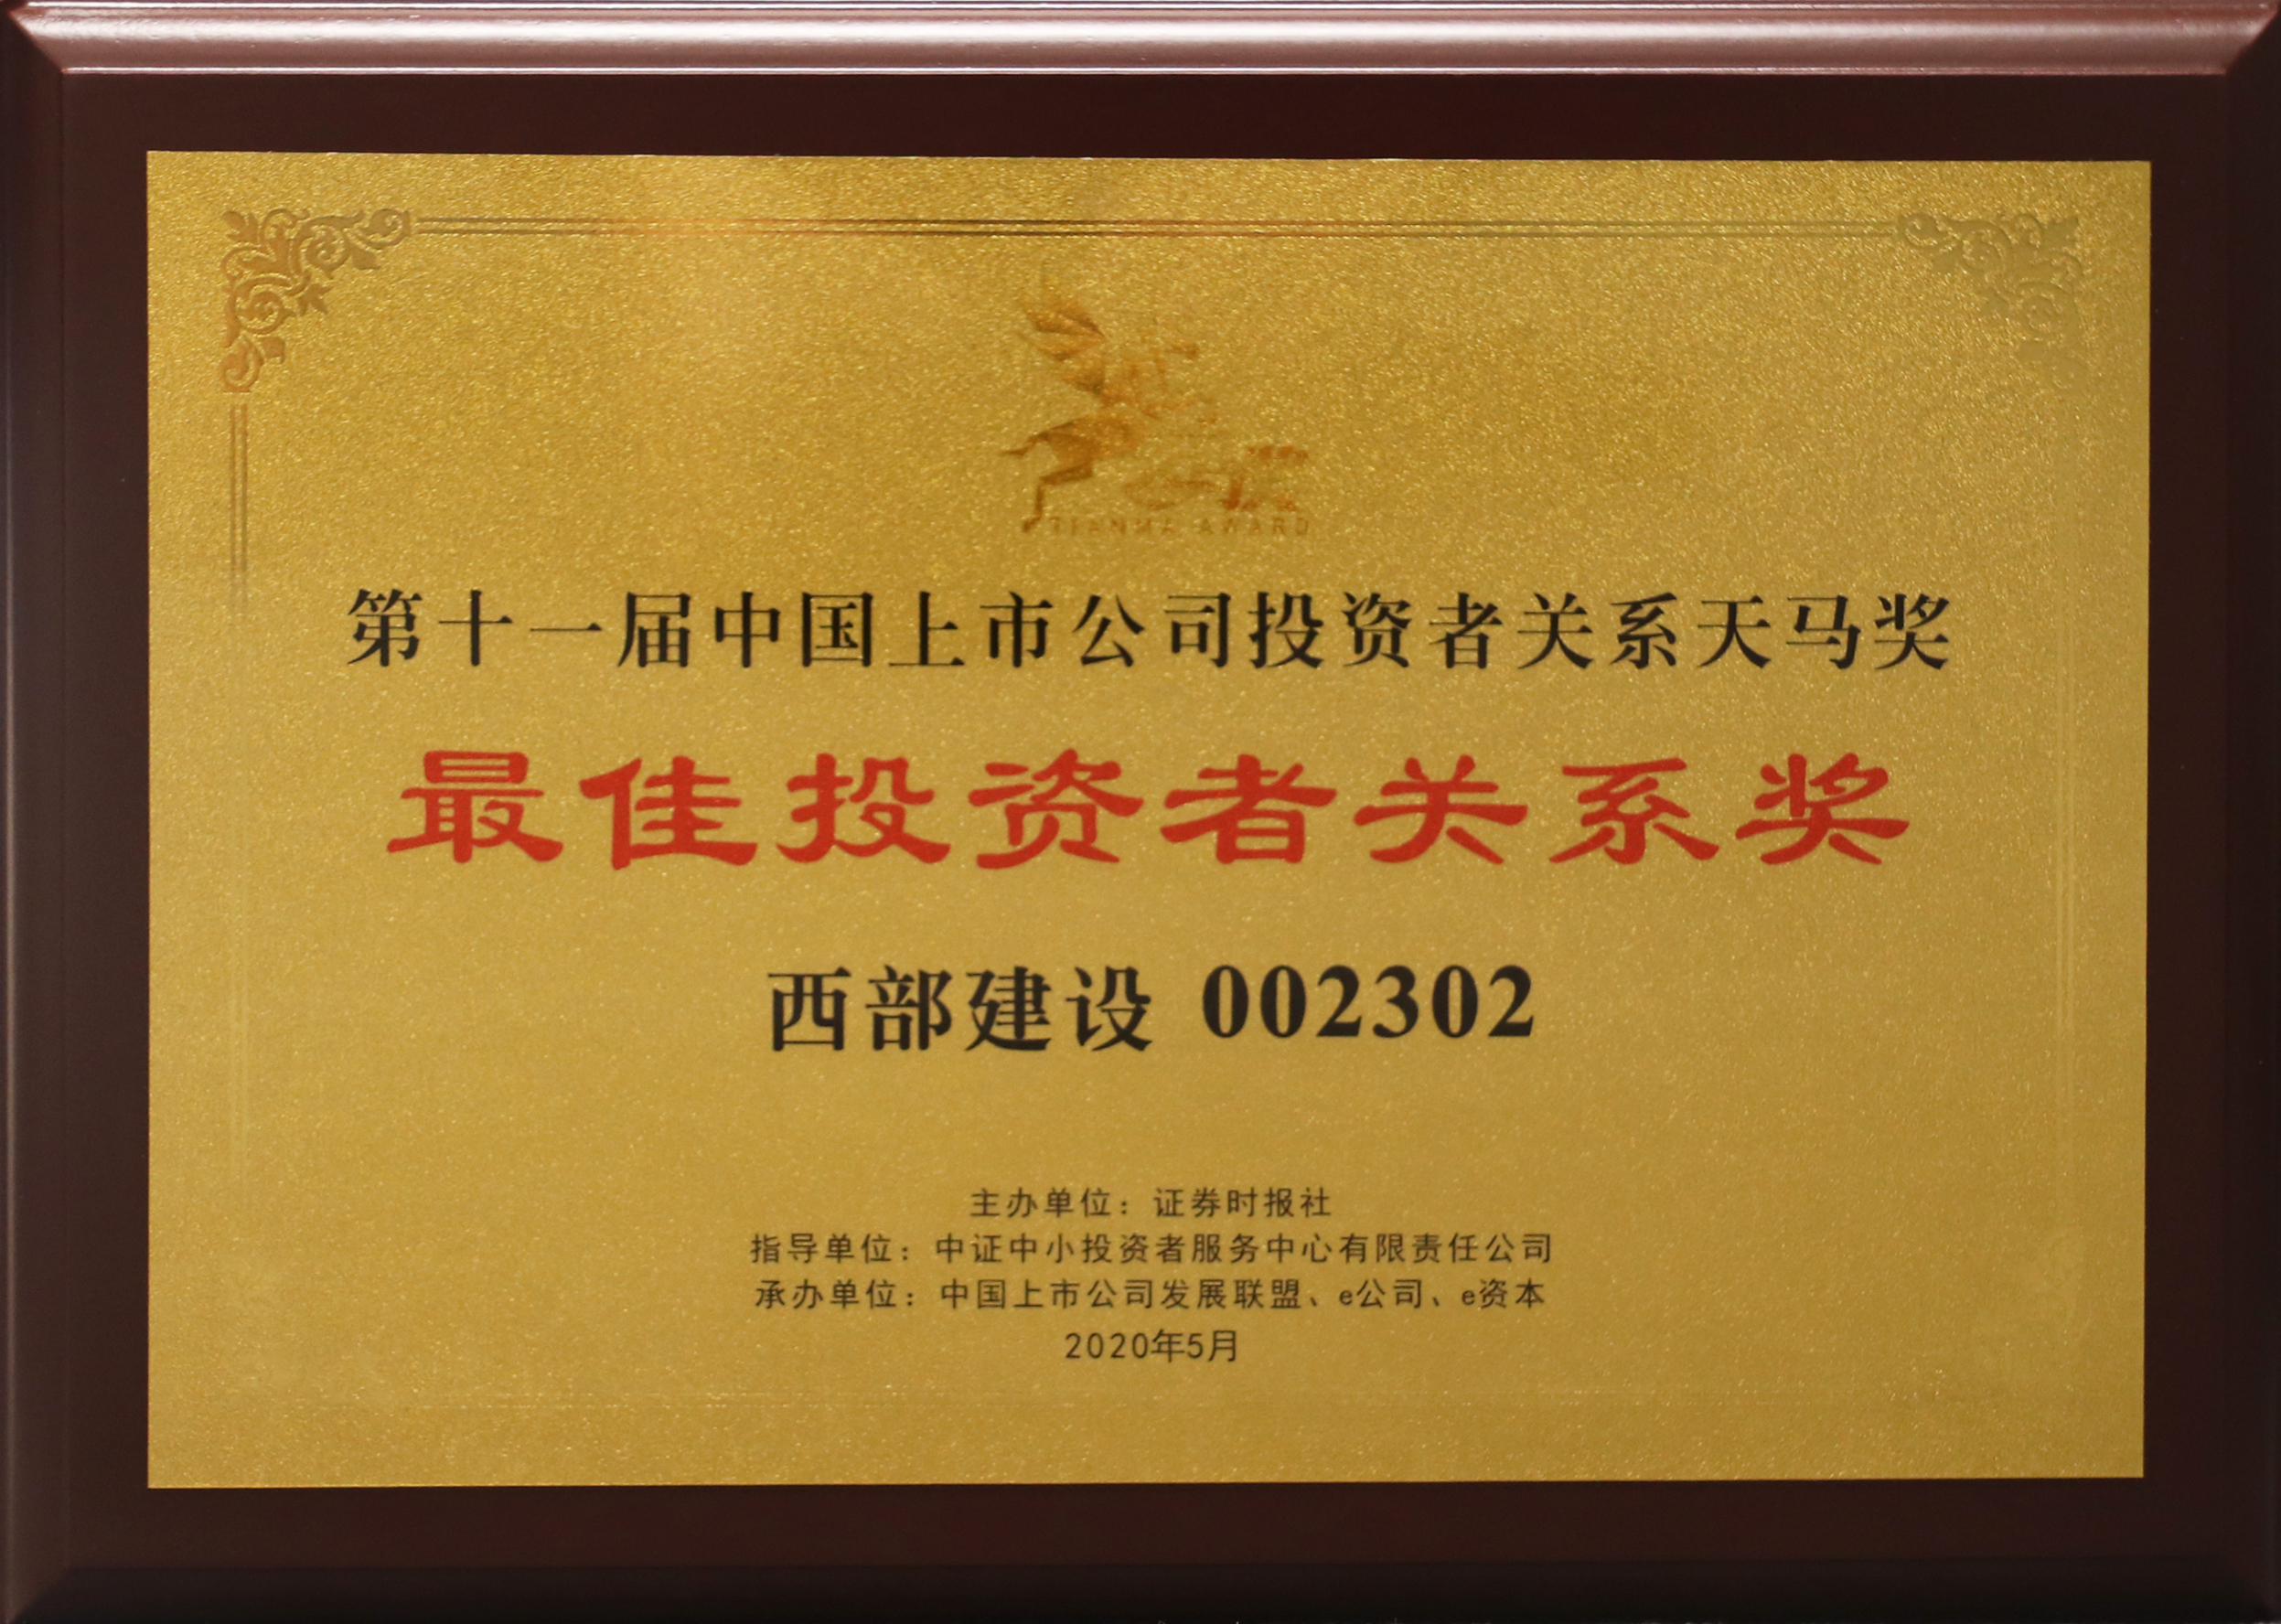 TIANMA AWARD
第十一届中国上市公司投资者关系天马奖
最佳投资者关系奖
西部建设 002302
主办单位：证券时报社
指导单位：中证中小投资者服务中心有限责任公司
承办单位：中国上市公司发展联盟、e公司、e资本
2020年5月